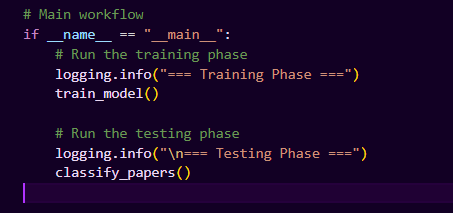 # Main workflow
if __name__ == "__main__":
    # Run the training phase
    logging.info("=== Training Phase ===")
    train_model()

    # Run the testing phase
    logging.info("\n=== Testing Phase ===")
    classify_papers()